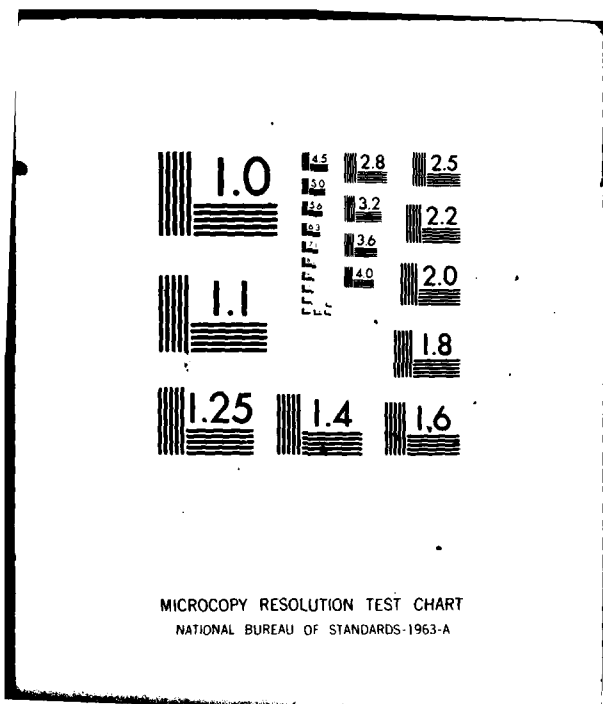 1.0
4.5 2.8 2.5
5.0
5.6 3.2 2.2
6.3
3.6
4.0 2.0
1.1
1.8
1.25 1.4 1.6
MICROCOPY RESOLUTION TEST CHART
NATIONAL BUREAU OF STANDARDS-1963-A